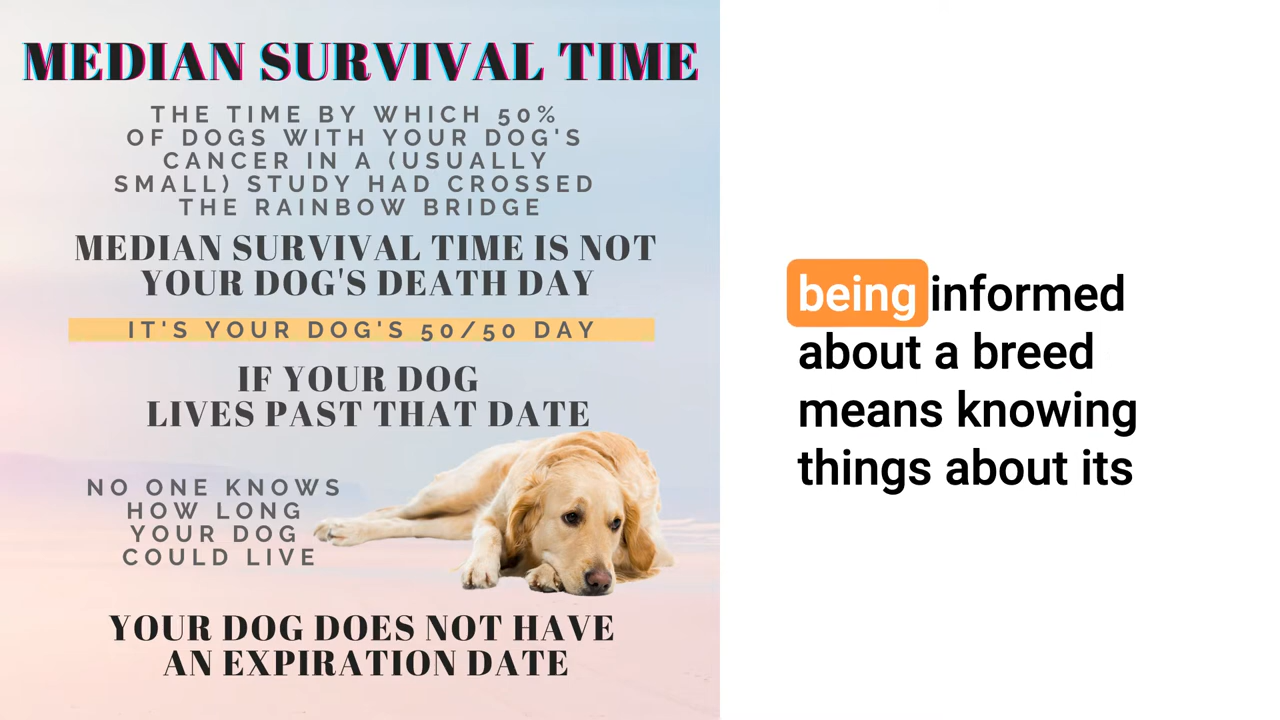 MEDIAN SURVIVAL TIME
THE TIME BY WHICH 50%
OF DOGS WITH YOUR DOG'S
CANCER IN A (USUALLY
SMALL) STUDY HAD CROSSED
THE RAINBOW BRIDGE
MEDIAN SURVIVAL TIME IS NOT
YOUR DOG'S DEATH DAY
IT'S YOUR DOG'S 50/50 DAY
IF YOUR DOG
LIVES PAST THAT DATE
NO ONE KNOWS
HOW LONG
YOUR DOG
COULD LIVE
YOUR DOG DOES NOT HAVE
AN EXPIRATION DATE
being informed
about a breed
means knowing
things about its